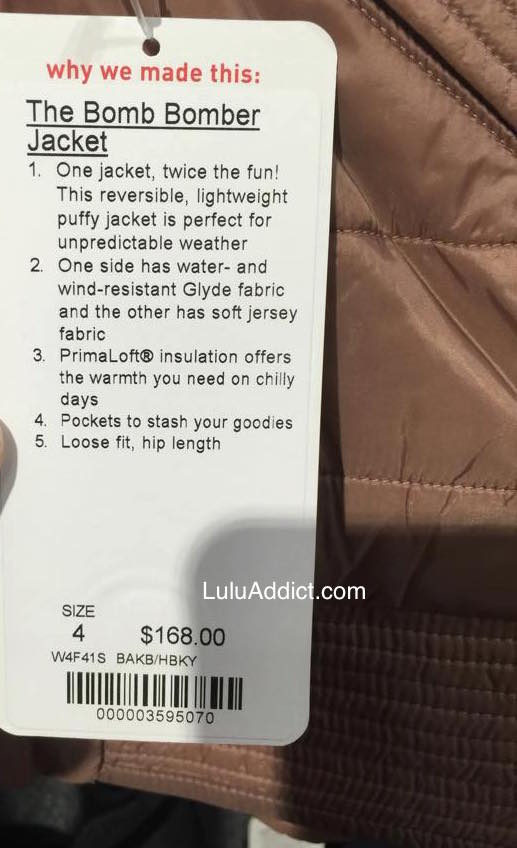 why we made this:
The Bomb Bomber
Jacket
1. One jacket, twice the fun!
This reversible, lightweight
puffy jacket is perfect for
unpredictable weather
2. One side has water- and
wind-resistant Glyde fabric
and the other has soft jersey
fabric
3. PrimaLoft® insulation offers
the warmth you need on chilly
days
4. Pockets to stash your goodies
5. Loose fit, hip length
LuluAddict.com
SIZE
4 $168.00
W4F41S BAKB/HBKY
000003595070